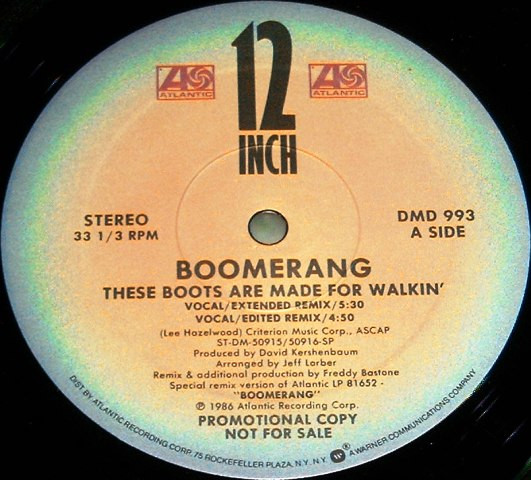 12
INCH
ATLANTIC
ATLANTIC
STEREO
33 1/3 RPM
DMD 993
A SIDE
BOOMERANG
THESE BOOTS ARE MADE FOR WALKIN'
VOCAL/EXTENDED REMIX/5:30
VOCAL/EDITED REMIX/4:50
(Lee Hazelwood) Criterion Music Corp., ASCAP
ST-DM-50915/50916-SP
Produced by David Kershenbaum
Arranged by Jeff Lorber
Remix & additional production by Freddy Bastone
Special remix version of Atlantic LP 81652 -
"BOOMERANG"
℗ 1986 Atlantic Recording Corp.
PROMOTIONAL COPY
NOT FOR SALE
DIST. BY ATLANTIC RECORDING CORP. 75 ROCKEFELLER PLAZA, N.Y. N.Y. ® A WARNER COMMUNICATIONS COMPANY